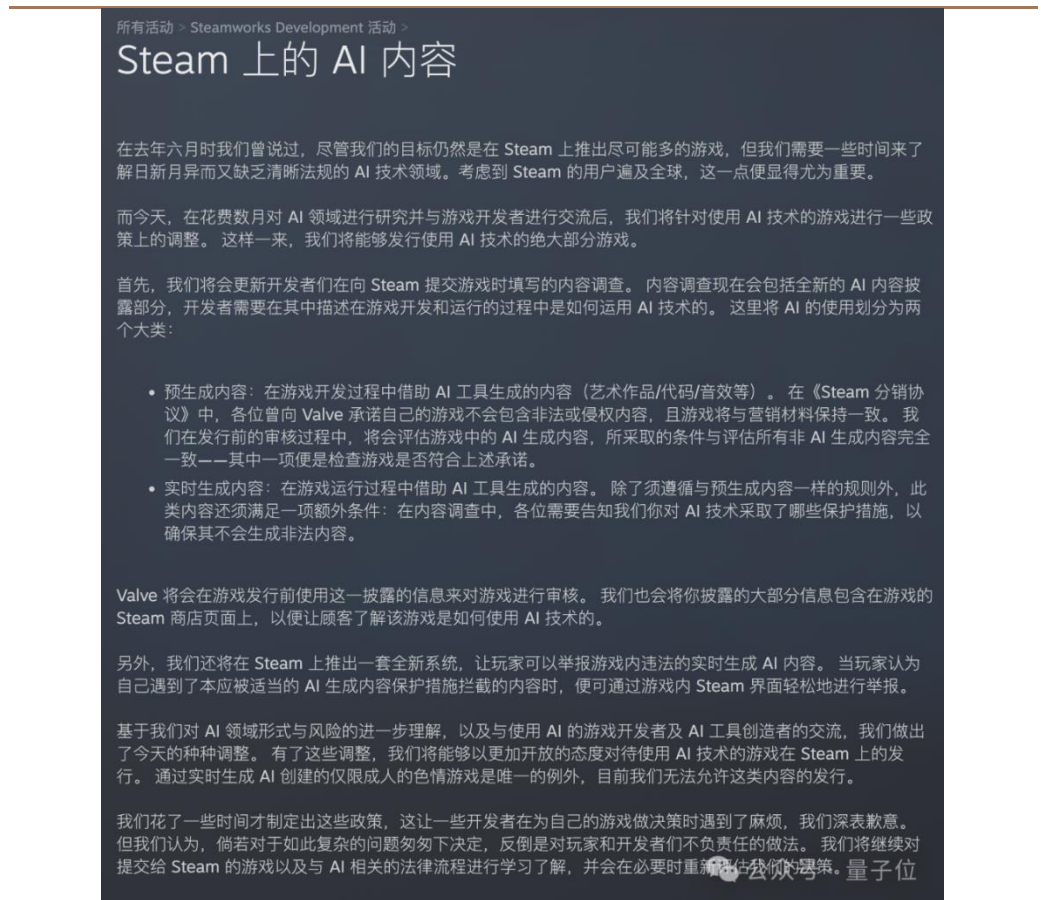 所有活动 > Steamworks Development 活动 >
Steam 上的 AI 内容
在去年六月时我们曾说过，尽管我们的目标仍然是在 Steam 上推出尽可能多的游戏，但我们需要一些时间来了
解日新月异而又缺乏清晰法规的 AI 技术领域。考虑到 Steam 的用户遍及全球，这一点便显得尤为重要。
而今天，在花费数月对 AI 领域进行研究并与游戏开发者进行交流后，我们将针对使用 AI 技术的游戏进行一些政
策上的调整。 这样一来，我们将能够发行使用 AI 技术的绝大部分游戏。
首先，我们将会更新开发者们在向 Steam 提交游戏时填写的内容调查。 内容调查现在会包括全新的 AI 内容披
露部分，开发者需要在其中描述在游戏开发和运行的过程中是如何运用 AI 技术的。 这里将 AI 的使用划分为两
个大类：
• 预生成内容：在游戏开发过程中借助 AI 工具生成的内容（艺术作品/代码/音效等）。 在《Steam 分销协
议》中，各位曾向 Valve 承诺自己的游戏不会包含非法或侵权内容，且游戏将与营销材料保持一致。 我
们在发行前的审核过程中，将会评估游戏中的 AI 生成内容，所采取的条件与评估所有非 AI 生成内容完全
一致——其中一项便是检查游戏是否符合上述承诺。
• 实时生成内容：在游戏运行过程中借助 AI 工具生成的内容。 除了须遵循与预生成内容一样的规则外，此
类内容还须满足一项额外条件：在内容调查中，各位需要告知我们你对 AI 技术采取了哪些保护措施，以
确保其不会生成非法内容。
Valve 将会在游戏发行前使用这一披露的信息来对游戏进行审核。 我们也会将你披露的大部分信息包含在游戏的
Steam 商店页面上，以便让顾客了解该游戏是如何使用 AI 技术的。
另外，我们还将在 Steam 上推出一套全新系统，让玩家可以举报游戏内违法的实时生成 AI 内容。 当玩家认为
自己遇到了本应被适当的 AI 生成内容保护措施拦截的内容时，便可通过游戏内 Steam 界面轻松地进行举报。
基于我们对 AI 领域形式与风险的进一步理解，以及与使用 AI 的游戏开发者及 AI 工具创造者的交流，我们做出
了今天的种种调整。 有了这些调整，我们将能够以更加开放的态度对待使用 AI 技术的游戏在 Steam 上的发
行。 通过实时生成 AI 创建的仅限成人的色情游戏是唯一的例外，目前我们无法允许这类内容的发行。
我们花了一些时间才制定出这些政策，这让一些开发者在为自己的游戏做决策时遇到了麻烦，我们深表歉意。
但我们认为，倘若对于如此复杂的问题匆匆下决定，反倒是对玩家和开发者们不负责任的做法。 我们将继续对
提交给 Steam 的游戏以及与 AI 相关的法律流程进行学习了解，并会在必要时重新评估我们的决策。
公众号 · 量子位